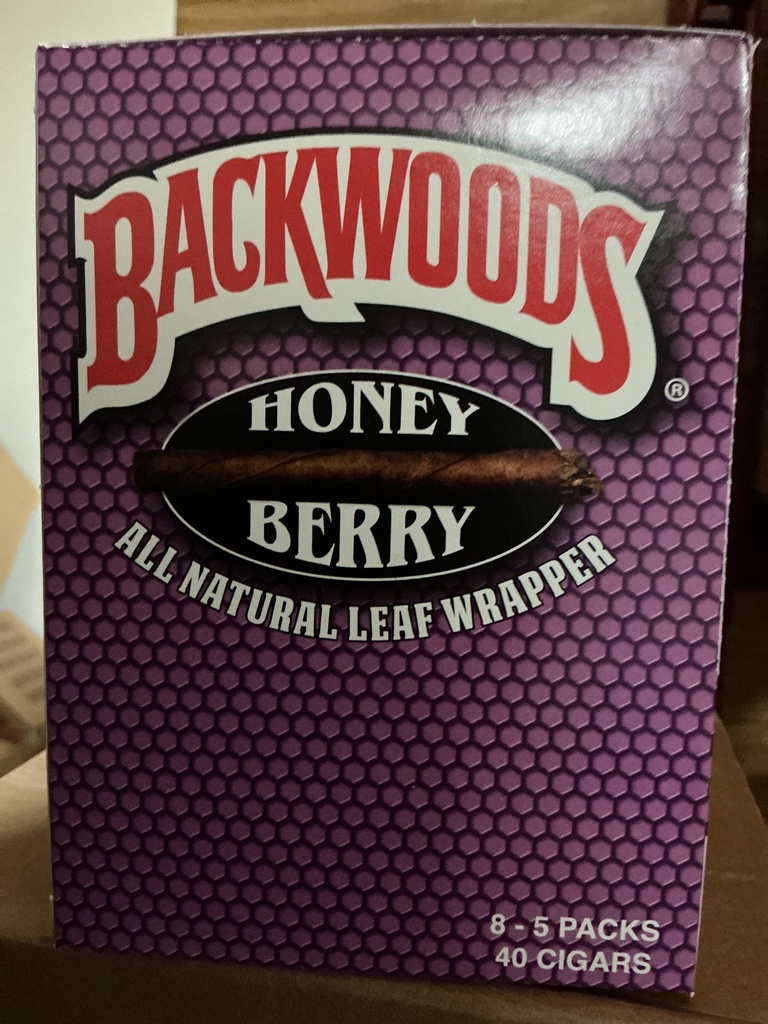 BACKWOODS®
HONEY
BERRY
ALL NATURAL LEAF WRAPPER
8 - 5 PACKS
40 CIGARS